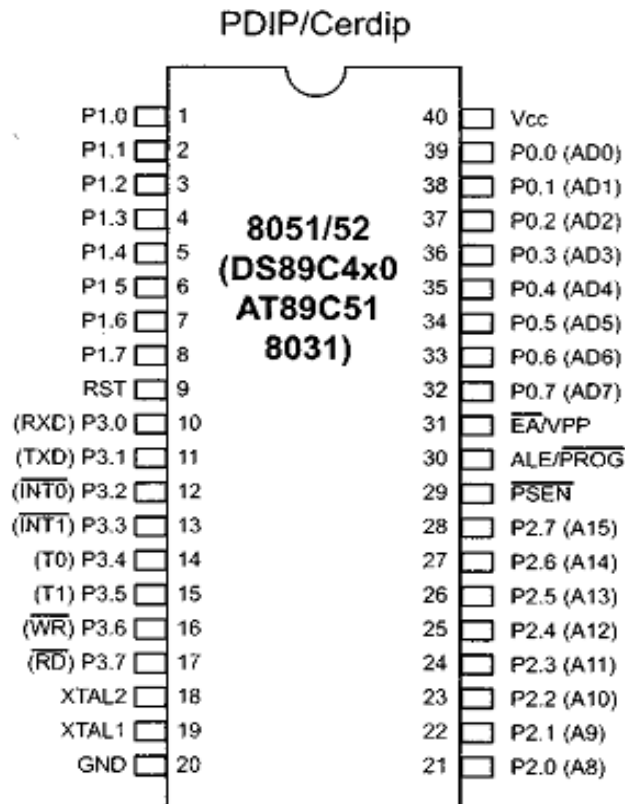 PDIP/Cerdip
8051/52
(DS89C4x0
AT89C51
8031)
P1.0 1
P1.1 2
P1.2 3
P1.3 4
P1.4 5
P1 5 6
P1.6 7
P1.7 8
RST 9
(RXD) P3.0 10
(TXD) P3.1 11
(INT0) P3.2 12
(INT1) P3.3 13
(T0) P3.4 14
(T1) P3.5 15
(WR) P3.6 16
(RD) P3.7 17
XTAL2 18
XTAL1 19
GND 20
40 Vcc
39 P0.0 (AD0)
38 P0.1 (AD1)
37 P0.2 (AD2)
36 P0.3 (AD3)
35 P0.4 (AD4)
34 P0.5 (AD5)
33 P0.6 (AD6)
32 P0.7 (AD7)
31 EA/VPP
30 ALE/PROG
29 PSEN
28 P2.7 (A15)
27 P2.6 (A14)
26 P2.5 (A13)
25 P2.4 (A12)
24 P2.3 (A11)
23 P2.2 (A10)
22 P2.1 (A9)
21 P2.0 (A8)